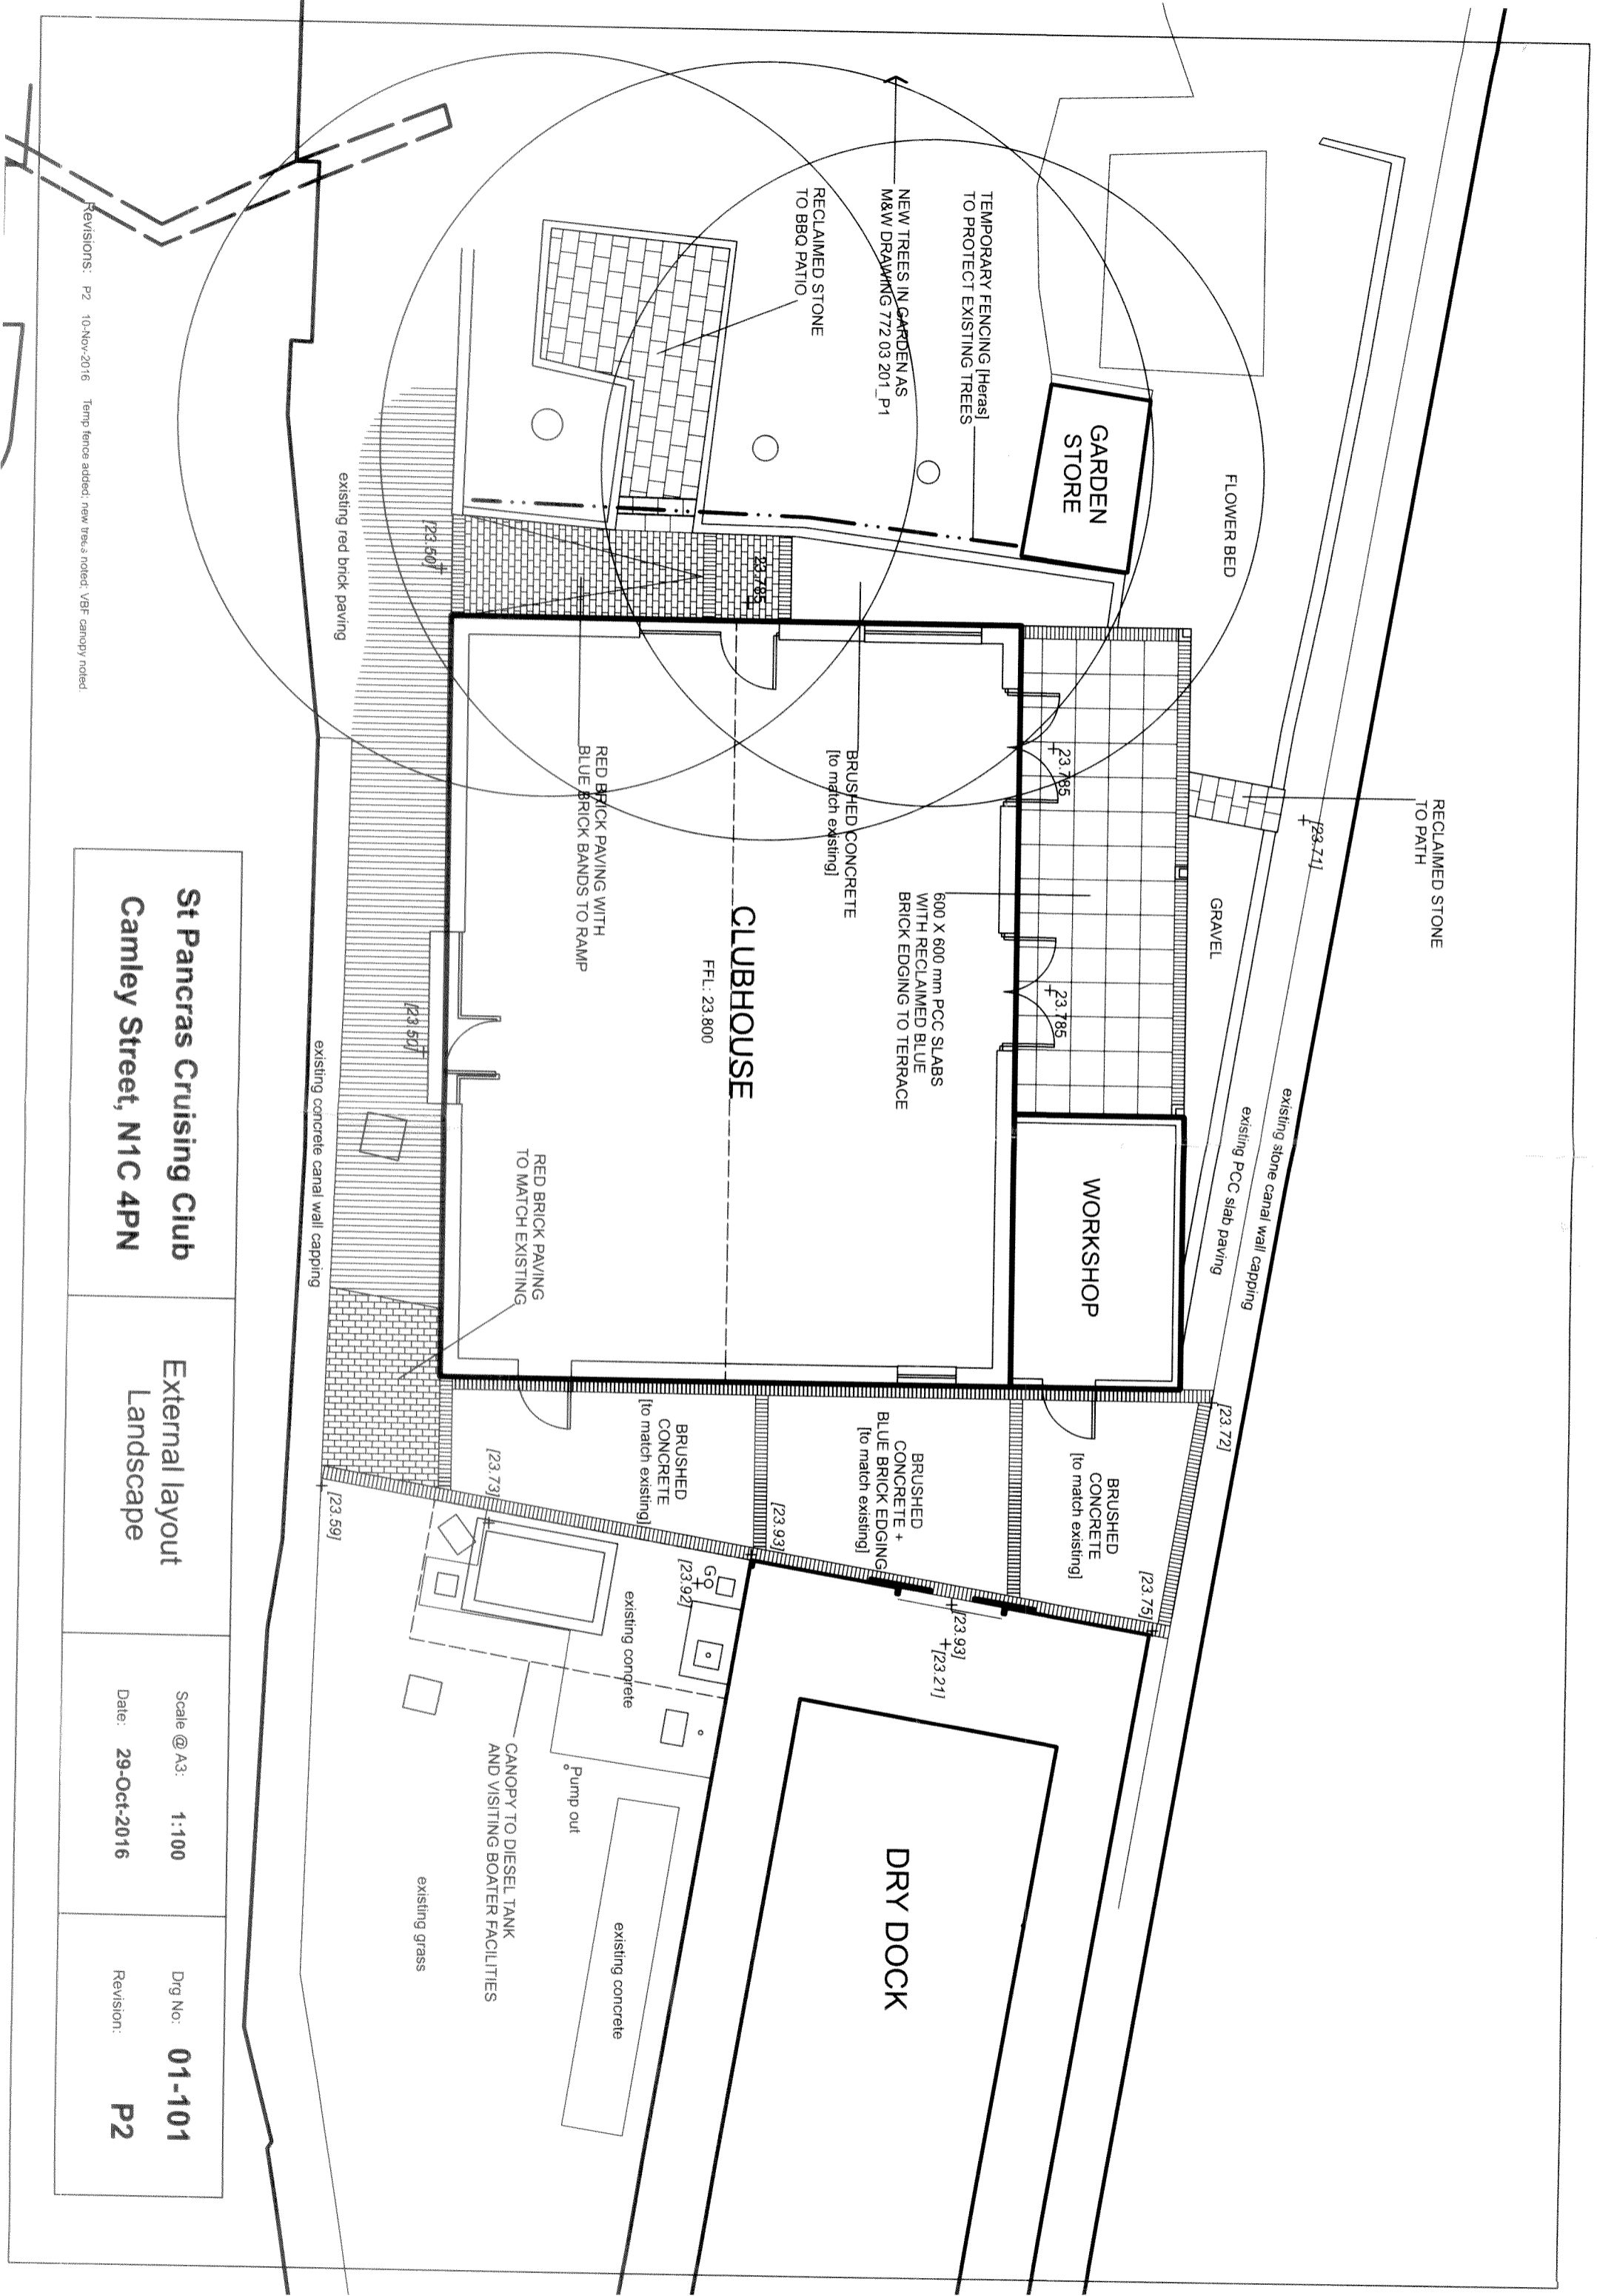 RECLAIMED STONE
TO PATH
[23.71]
FLOWER BED
GRAVEL
existing stone canal wall capping
existing PCC slab paving
GARDEN
STORE
TEMPORARY FENCING [Heras]
TO PROTECT EXISTING TREES
NEW TREES IN GARDEN AS
M&W DRAWING 772 03 201_P1
RECLAIMED STONE
TO BBQ PATIO
23.785
23.785
23.785
WORKSHOP
[23.72]
600 X 600 mm PCC SLABS
WITH RECLAIMED BLUE
BRICK EDGING TO TERRACE
BRUSHED CONCRETE
[to match existing]
CLUBHOUSE
FFL: 23.800
RED BRICK PAVING WITH
BLUE BRICK BANDS TO RAMP
RED BRICK PAVING
TO MATCH EXISTING
BRUSHED
CONCRETE
[to match existing]
[23.75]
BRUSHED
CONCRETE +
BLUE BRICK EDGING
[to match existing]
[23.93]
[23.21]
[23.93]
BRUSHED
CONCRETE
[to match existing]
[23.73]
G
[23.92]
DRY DOCK
existing concrete
existing concrete
Pump out
CANOPY TO DIESEL TANK
AND VISITING BOATER FACILITIES
existing grass
[23.50]
[23.50]
[23.59]
existing red brick paving
existing concrete canal wall capping
Revisions: P2 10-Nov-2016 Temp fence added; new trees noted; VBF canopy noted.
St Pancras Cruising Club
Camley Street, N1C 4PN
External layout
Landscape
Scale @ A3: 1:100
Date: 29-Oct-2016
Drg No: 01-101
Revision: P2